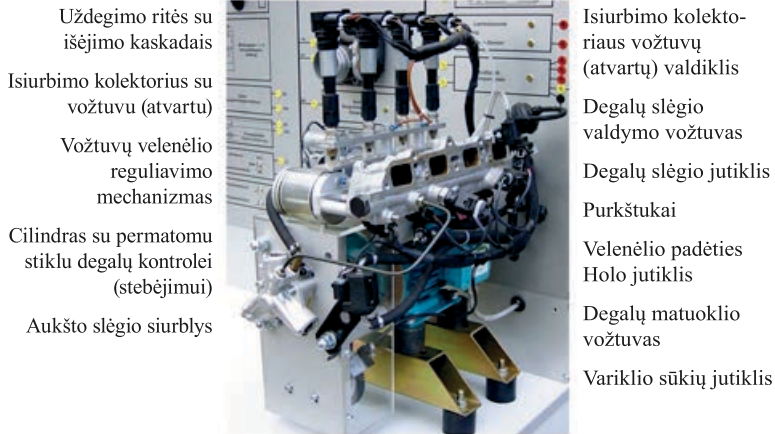 Uždegimo ritės su
išėjimo kaskadais
Isiurbimo kolektorius su
vožtuvu (atvartu)
Vožtuvų velenėlio
reguliavimo
mechanizmas
Cilindras su permatomu
stiklu degalų kontrolei
(stebėjimui)
Aukšto slėgio siurblys
Isiurbimo kolekto-
riaus vožtuvų
(atvartų) valdiklis
Degalų slėgio
valdymo vožtuvas
Degalų slėgio jutiklis
Purkštukai
Velenėlio padėties
Holo jutiklis
Degalų matuoklio
vožtuvas
Variklio sūkių jutiklis